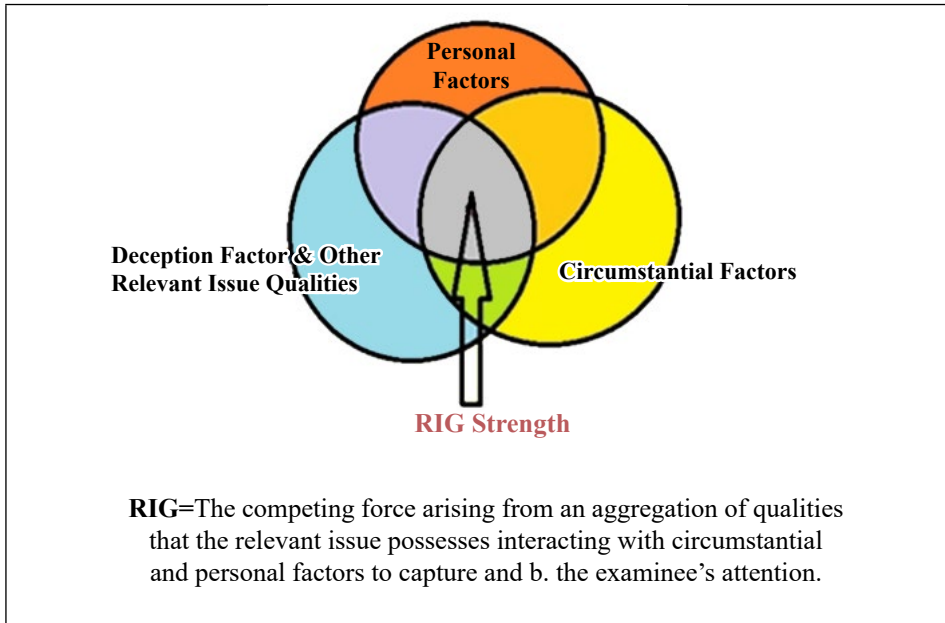 Personal
Factors
Deception Factor & Other
Relevant Issue Qualities
Circumstantial Factors
RIG Strength
RIG=The competing force arising from an aggregation of qualities
that the relevant issue possesses interacting with circumstantial
and personal factors to capture and b. the examinee’s attention.